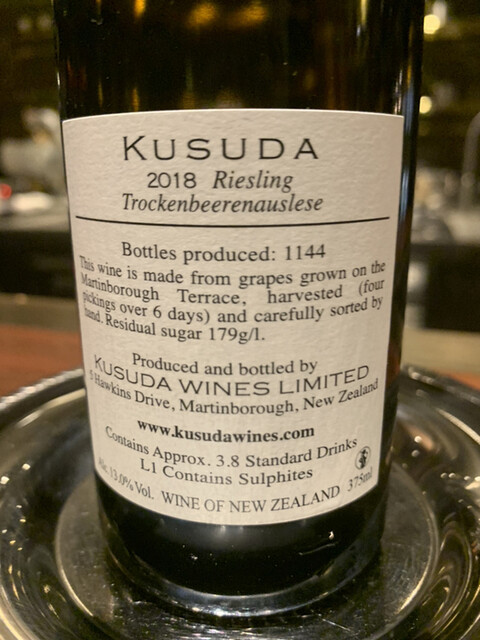 KUSUDA
2018 Riesling
Trockenbeerenauslese
Bottles produced: 1144
This wine is made from grapes grown on the
Martinborough Terrace, harvested (four
pickings over 6 days) and carefully sorted by
hand. Residual sugar 179g/l.
Produced and bottled by
KUSUDA WINES LIMITED
Hawkins Drive, Martinborough, New Zealand
www.kusudawines.com
Contains Approx. 3.8 Standard Drinks
L1 Contains Sulphites
Alc.13.0% Vol. WINE OF NEW ZEALAND 375ml